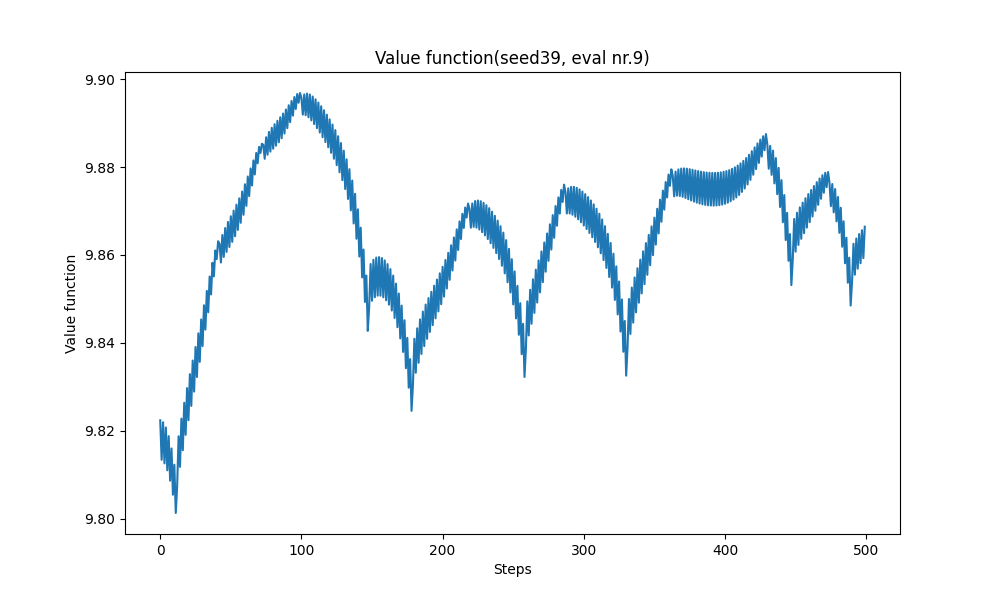 Value function(seed39, eval nr.9)
9.90
9.88
9.86
9.84
9.82
9.80
Value function
0 100 200 300 400 500
Steps